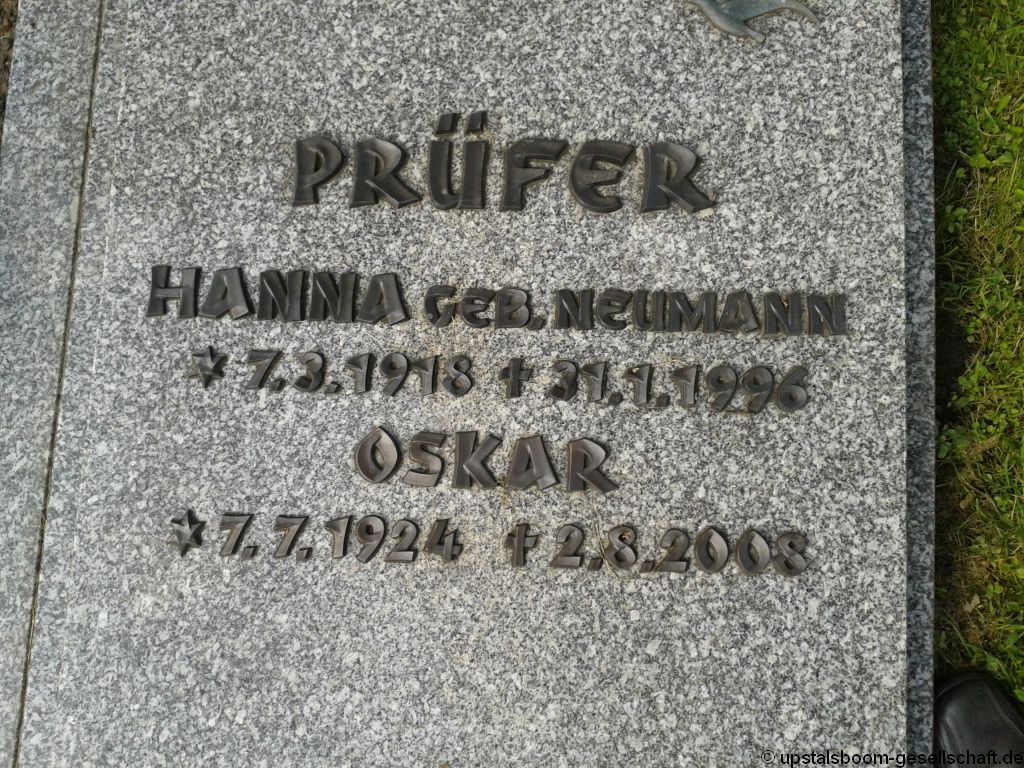 PRÜFER
HANNA GEB. NEUMANN
* 7.3.1918 † 31.1.1996
OSKAR
* 7.7.1924 † 2.8.2008
© upstalsboom-gesellschaft.de